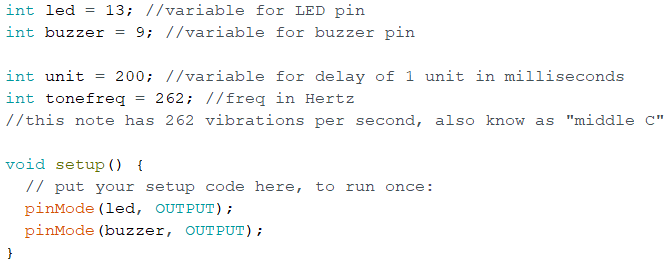 int led = 13; //variable for LED pin
int buzzer = 9; //variable for buzzer pin

int unit = 200; //variable for delay of 1 unit in milliseconds
int tonefreq = 262; //freq in Hertz
//this note has 262 vibrations per second, also know as "middle C"

void setup() {
  // put your setup code here, to run once:
  pinMode(led, OUTPUT);
  pinMode(buzzer, OUTPUT);
}